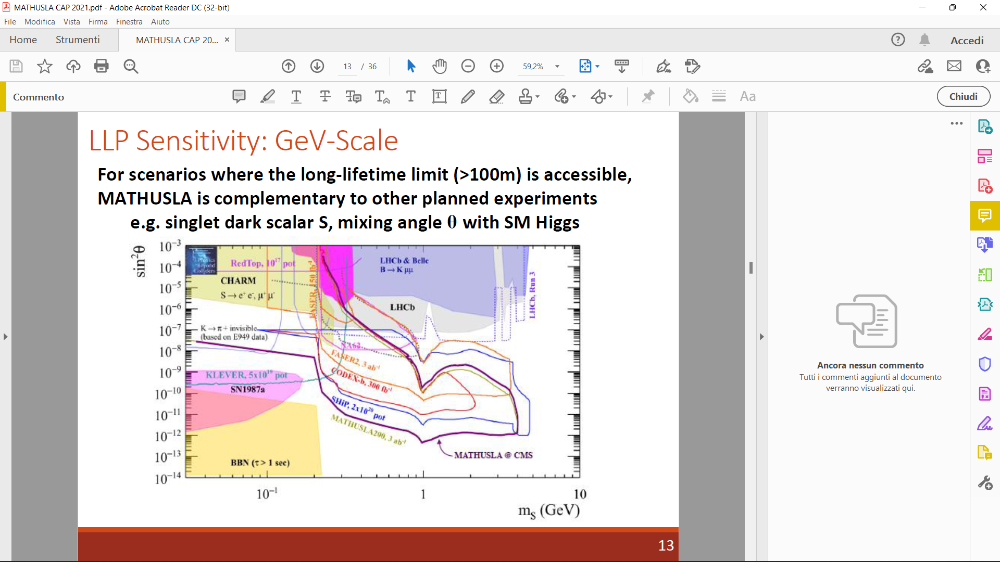 MATHUSLA CAP 2021.pdf - Adobe Acrobat Reader DC (32-bit)
File Modifica Vista Firma Finestra Aiuto
Home Strumenti MATHUSLA CAP 20... × Accedi
13 / 36 59,2%
Commento Chiudi
LLP Sensitivity: GeV-Scale
For scenarios where the long-lifetime limit (>100m) is accessible,
MATHUSLA is complementary to other planned experiments
e.g. singlet dark scalar S, mixing angle θ with SM Higgs
sin²θ
10⁻³
10⁻⁴
10⁻⁵
10⁻⁶
10⁻⁷
10⁻⁸
10⁻⁹
10⁻¹⁰
10⁻¹¹
10⁻¹²
10⁻¹³
10⁻¹⁴
Physics
Beyond
Colliders
RedTop, 10¹⁷ pot
CHARM
S→e⁺e⁻, μ⁺μ⁻
FASER, 150 fb⁻¹
LHCb & Belle
B→K μμ
LHCb
LHCb, Run 3
K→π + invisible
(based on E949 data)
NA62
FASER2, 3 ab⁻¹
CODEX-b, 300 fb⁻¹
SHiP, 2x10²⁰ pot
MATHUSLA200, 3 ab⁻¹
KLEVER, 5x10¹⁹ pot
SN1987a
BBN (τ> 1 sec)
MATHUSLA @ CMS
10⁻¹ 1 10
mS (GeV)
13
Ancora nessun commento
Tutti i commenti aggiunti al documento
verranno visualizzati qui.